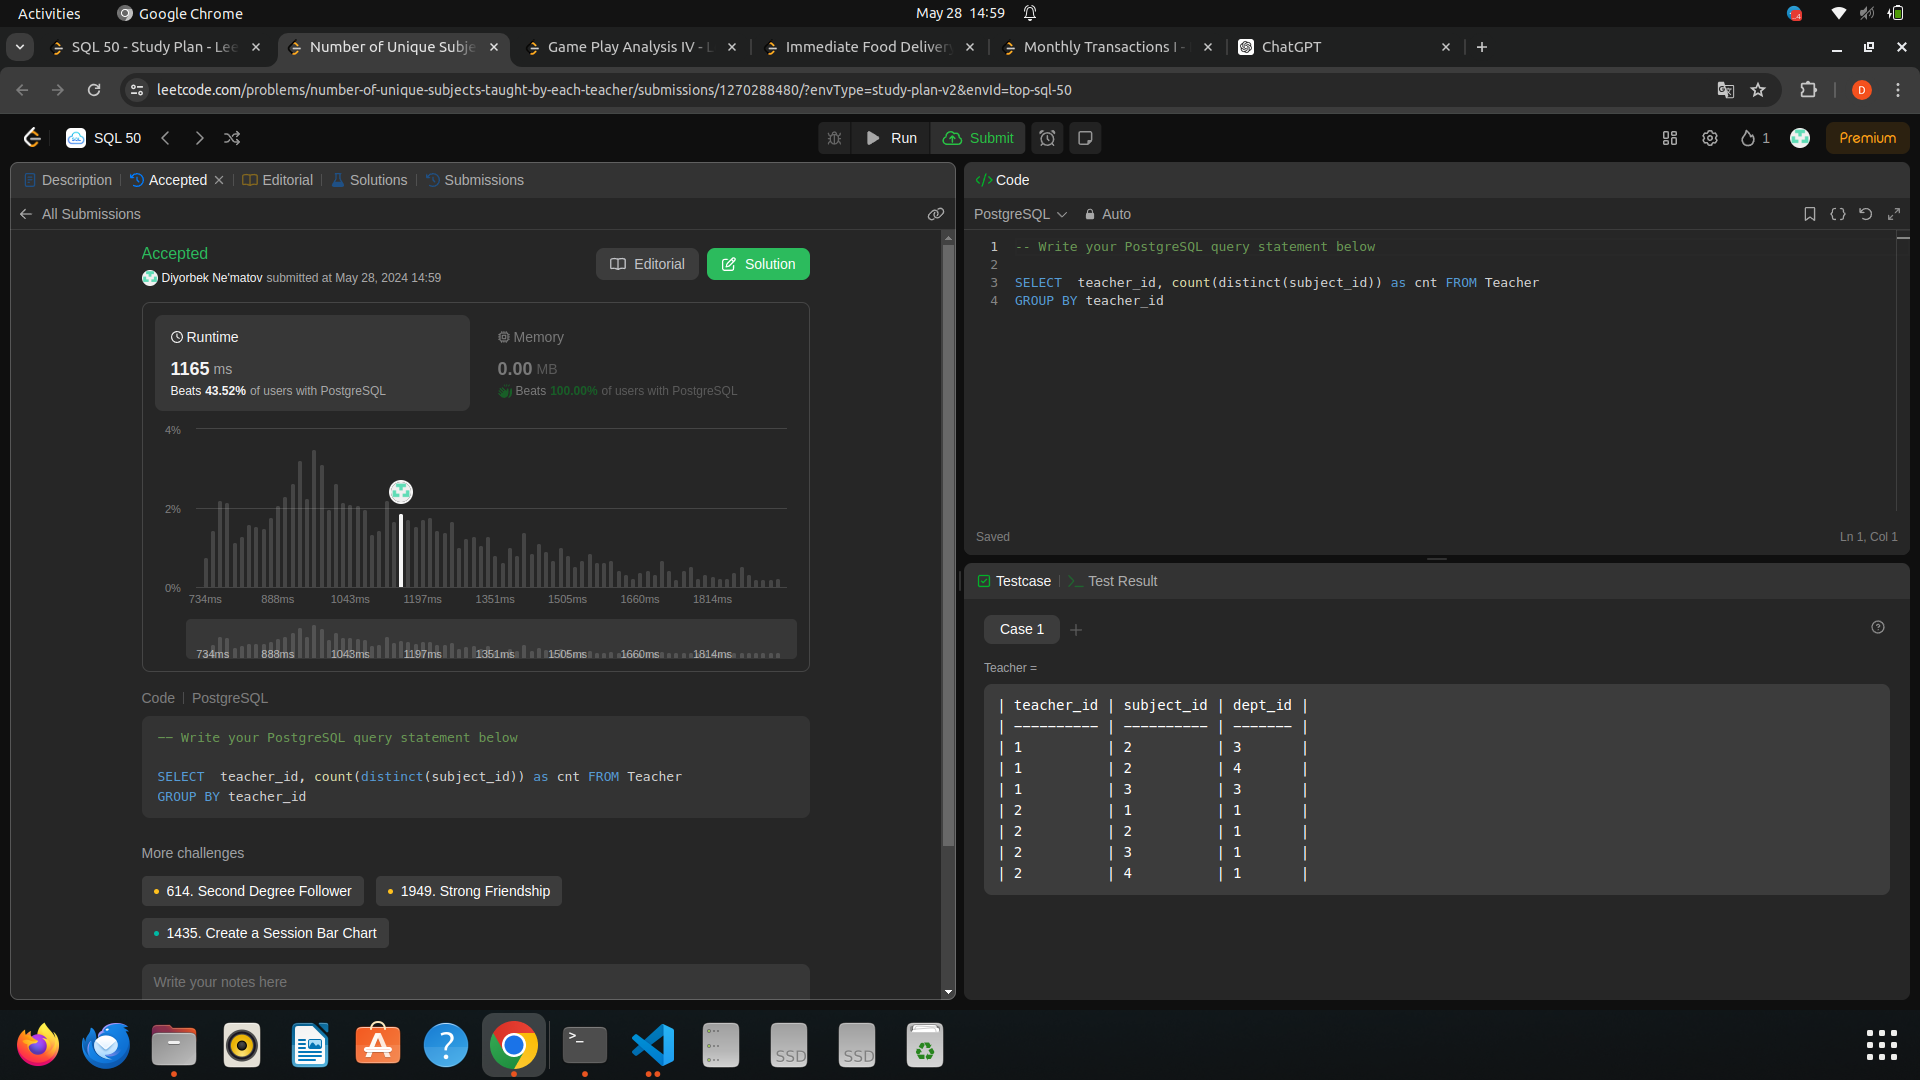 Activities
Google Chrome
May 28 14:59
SQL 50 - Study Plan - Lee
Number of Unique Subje
Game Play Analysis IV - L
Immediate Food Delivery
Monthly Transactions I -
ChatGPT
leetcode.com/problems/number-of-unique-subjects-taught-by-each-teacher/submissions/1270288480/?envType=study-plan-v2&envId=top-sql-50
D
SQL 50
Run
Submit
1
Premium
Description
Accepted
Editorial
Solutions
Submissions
All Submissions
Accepted
Diyorbek Ne'matov submitted at May 28, 2024 14:59
Editorial
Solution
Runtime
1165 ms
Beats 43.52% of users with PostgreSQL
Memory
0.00 MB
Beats 100.00% of users with PostgreSQL
4%
2%
0%
734ms 888ms 1043ms 1197ms 1351ms 1505ms 1660ms 1814ms
734ms 888ms 1043ms 1197ms 1351ms 1505ms 1660ms 1814ms
Code | PostgreSQL
-- Write your PostgreSQL query statement below
SELECT  teacher_id, count(distinct(subject_id)) as cnt FROM Teacher
GROUP BY teacher_id
More challenges
614. Second Degree Follower
1949. Strong Friendship
1435. Create a Session Bar Chart
Write your notes here
</> Code
PostgreSQL
Auto
1 -- Write your PostgreSQL query statement below
2
3 SELECT  teacher_id, count(distinct(subject_id)) as cnt FROM Teacher
4 GROUP BY teacher_id
Saved
Ln 1, Col 1
Testcase
Test Result
Case 1
Teacher =
| teacher_id | subject_id | dept_id |
| ---------- | ---------- | ------- |
| 1 | 2 | 3 |
| 1 | 2 | 4 |
| 1 | 3 | 3 |
| 2 | 1 | 1 |
| 2 | 2 | 1 |
| 2 | 3 | 1 |
| 2 | 4 | 1 |
SSD
SSD